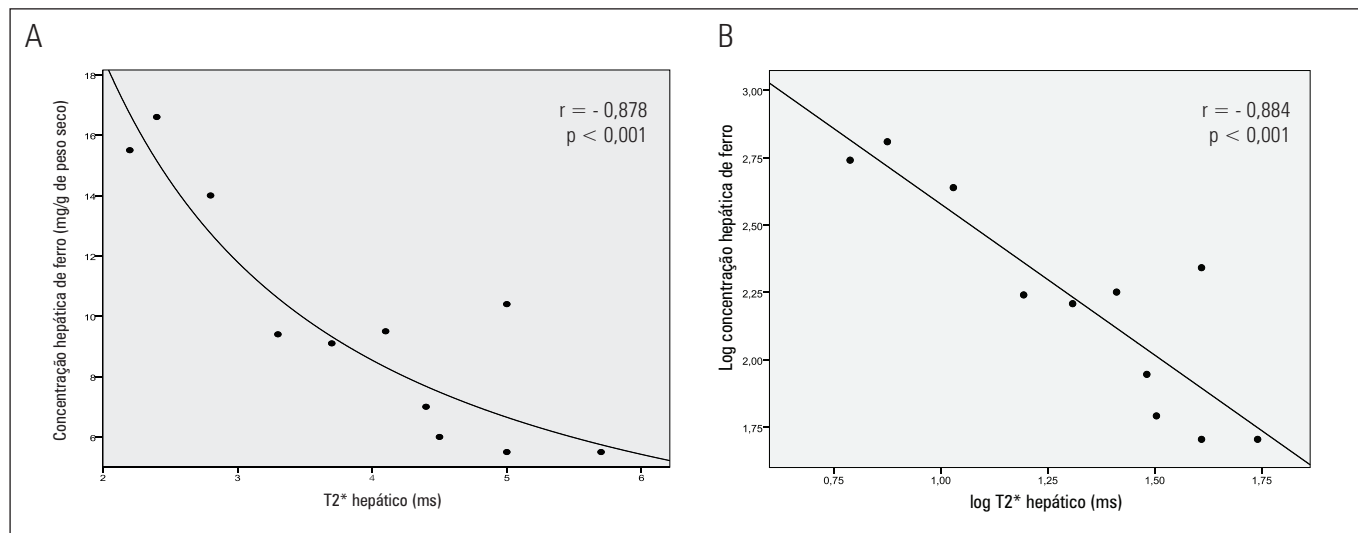 A
Concentração hepática de ferro (mg/g de peso seco)
18
16
14
12
10
8
6
r = - 0,878
p < 0,001
2
3
4
5
6
T2* hepático (ms)
B
Log concentração hepática de ferro
3,00
2,75
2,50
2,25
2,00
1,75
r = - 0,884
p < 0,001
0,75
1,00
1,25
1,50
1,75
log T2* hepático (ms)